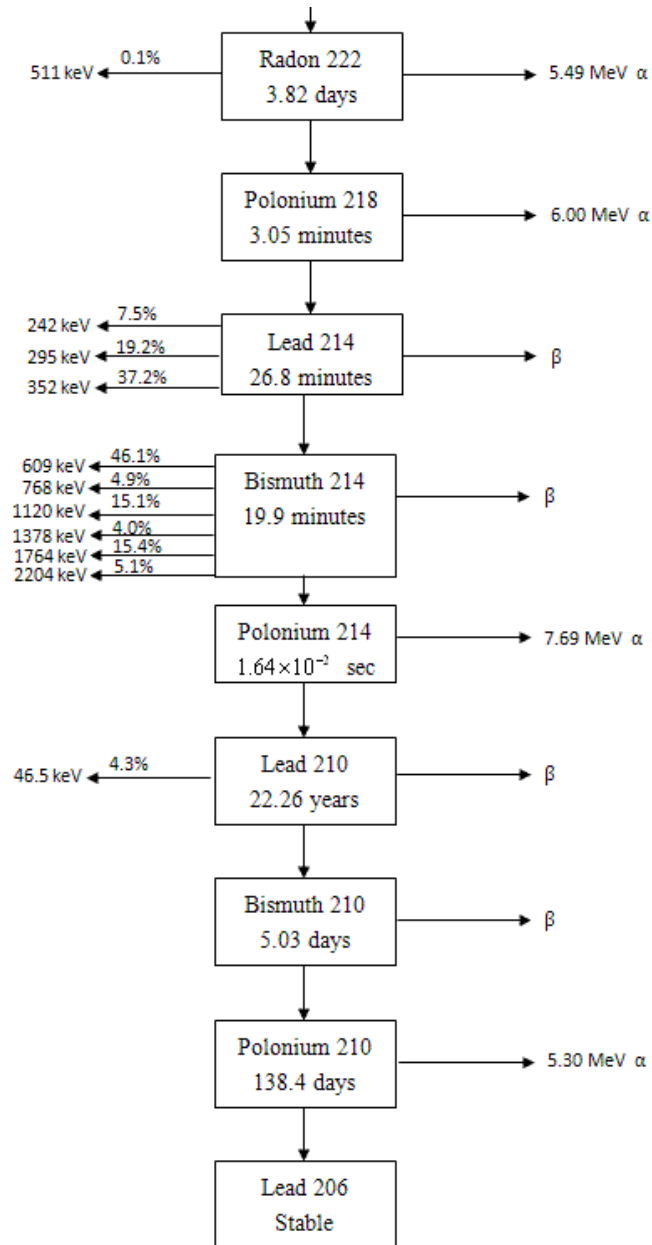 0.1%
511 keV
Radon 222
3.82 days
5.49 MeV α
Polonium 218
3.05 minutes
6.00 MeV α
7.5%
242 keV
19.2%
295 keV
37.2%
352 keV
Lead 214
26.8 minutes
β
46.1%
609 keV
4.9%
768 keV
15.1%
1120 keV
4.0%
1378 keV
15.4%
1764 keV
5.1%
2204 keV
Bismuth 214
19.9 minutes
β
Polonium 214
1.64×10⁻² sec
7.69 MeV α
4.3%
46.5 keV
Lead 210
22.26 years
β
Bismuth 210
5.03 days
β
Polonium 210
138.4 days
5.30 MeV α
Lead 206
Stable